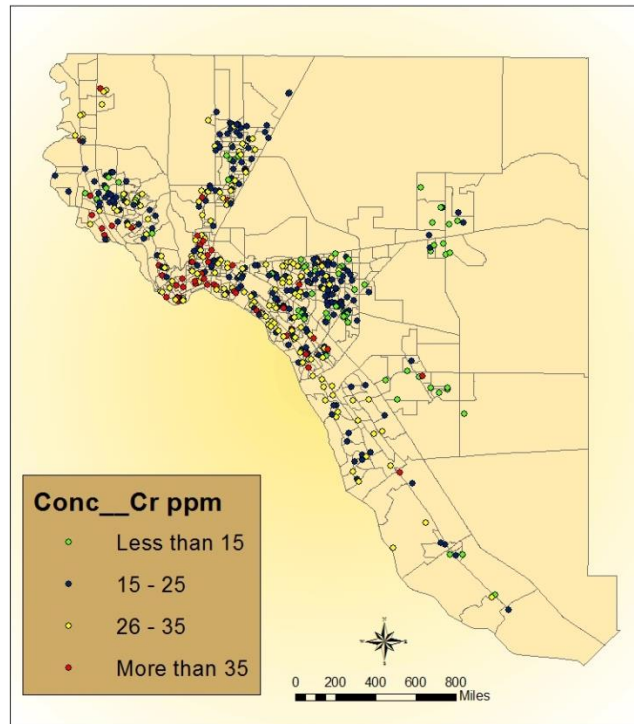 Conc__Cr ppm
Less than 15
15 - 25
26 - 35
More than 35
0 200 400 600 800
Miles